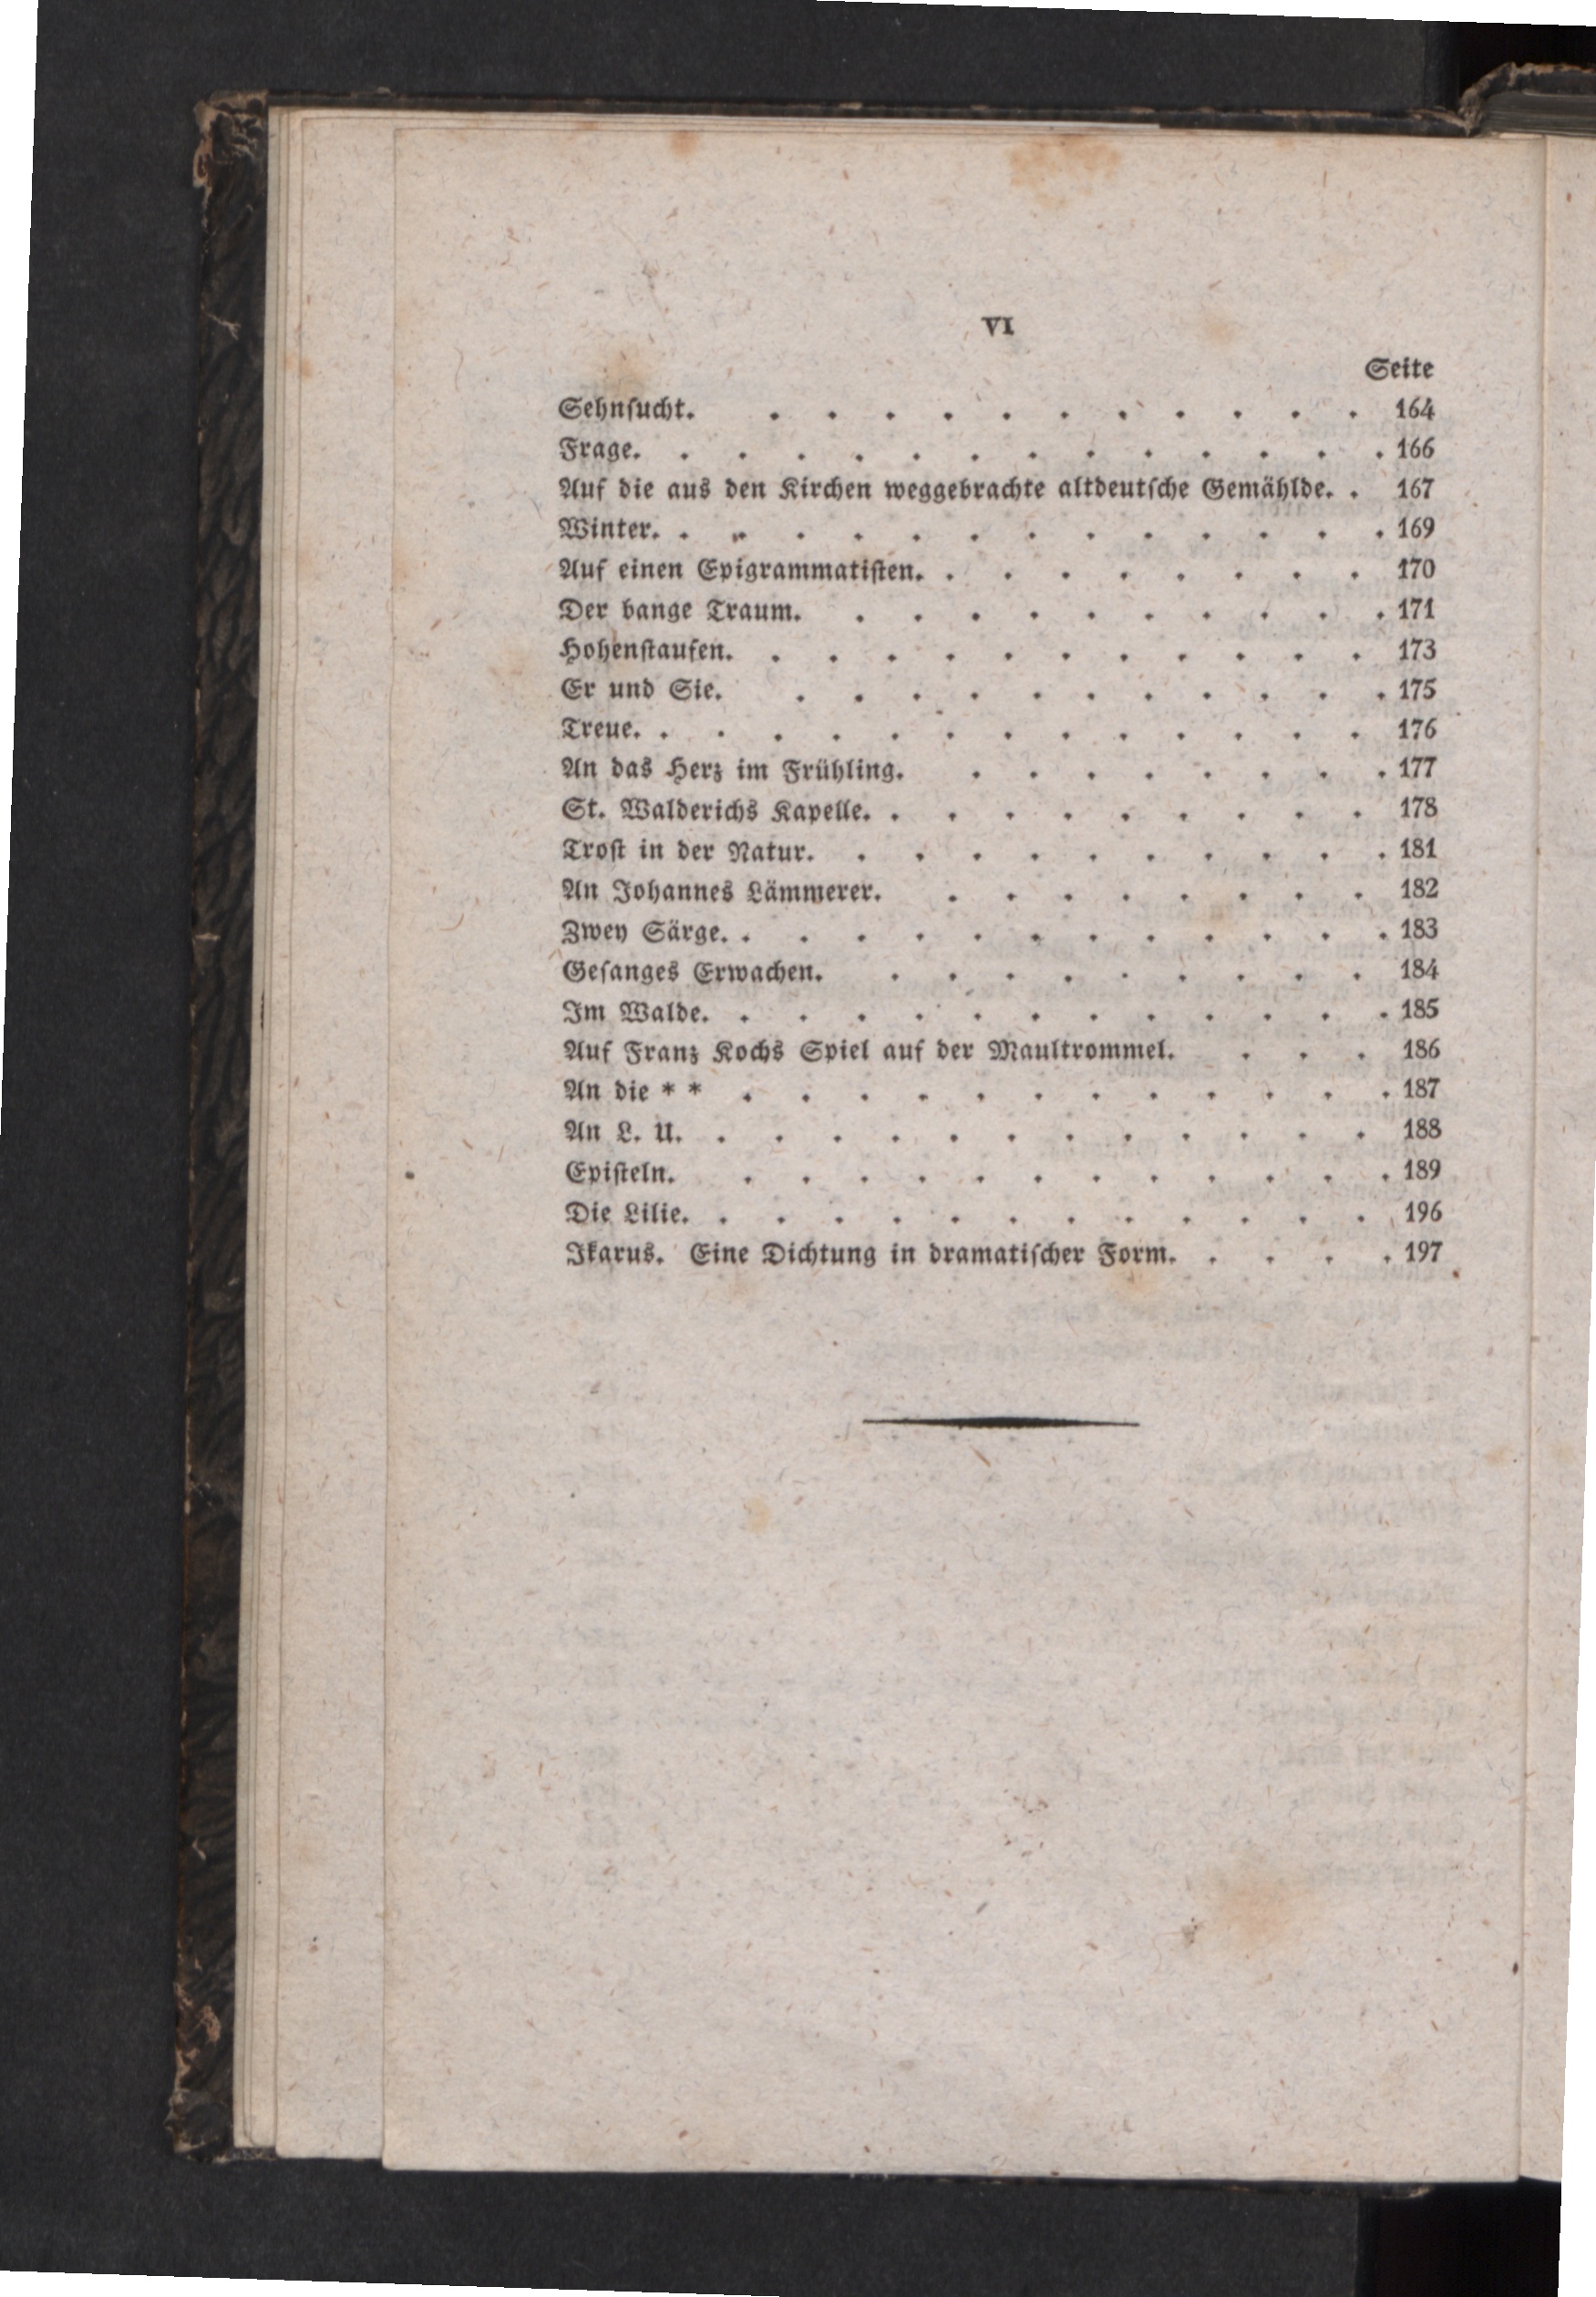 VI
Seite
Sehnſucht. . . . . . . . . . . . 164
Frage. . . . . . . . . . . . . . 166
Auf die aus den Kirchen weggebrachte altdeutſche Gemählde. . 167
Winter. . . . . . . . . . . . . . 169
Auf einen Epigrammatiſten. . . . . . . . . 170
Der bange Traum. . . . . . . . . . . 171
Hohenſtaufen. . . . . . . . . . . . 173
Er und Sie. . . . . . . . . . . . 175
Treue. . . . . . . . . . . . . . 176
An das Herz im Frühling. . . . . . . . . 177
St. Walderichs Kapelle. . . . . . . . . . 178
Troſt in der Natur. . . . . . . . . . . 181
An Johannes Lämmerer. . . . . . . . . 182
Zwey Särge. . . . . . . . . . . . . 183
Geſanges Erwachen. . . . . . . . . . 184
Im Walde. . . . . . . . . . . . . 185
Auf Franz Kochs Spiel auf der Maultrommel. . . . 186
An die * * . . . . . . . . . . . . 187
An L. U. . . . . . . . . . . . . 188
Epiſteln. . . . . . . . . . . . . 189
Die Lilie. . . . . . . . . . . . . 196
Ikarus. Eine Dichtung in dramatiſcher Form. . . . . 197